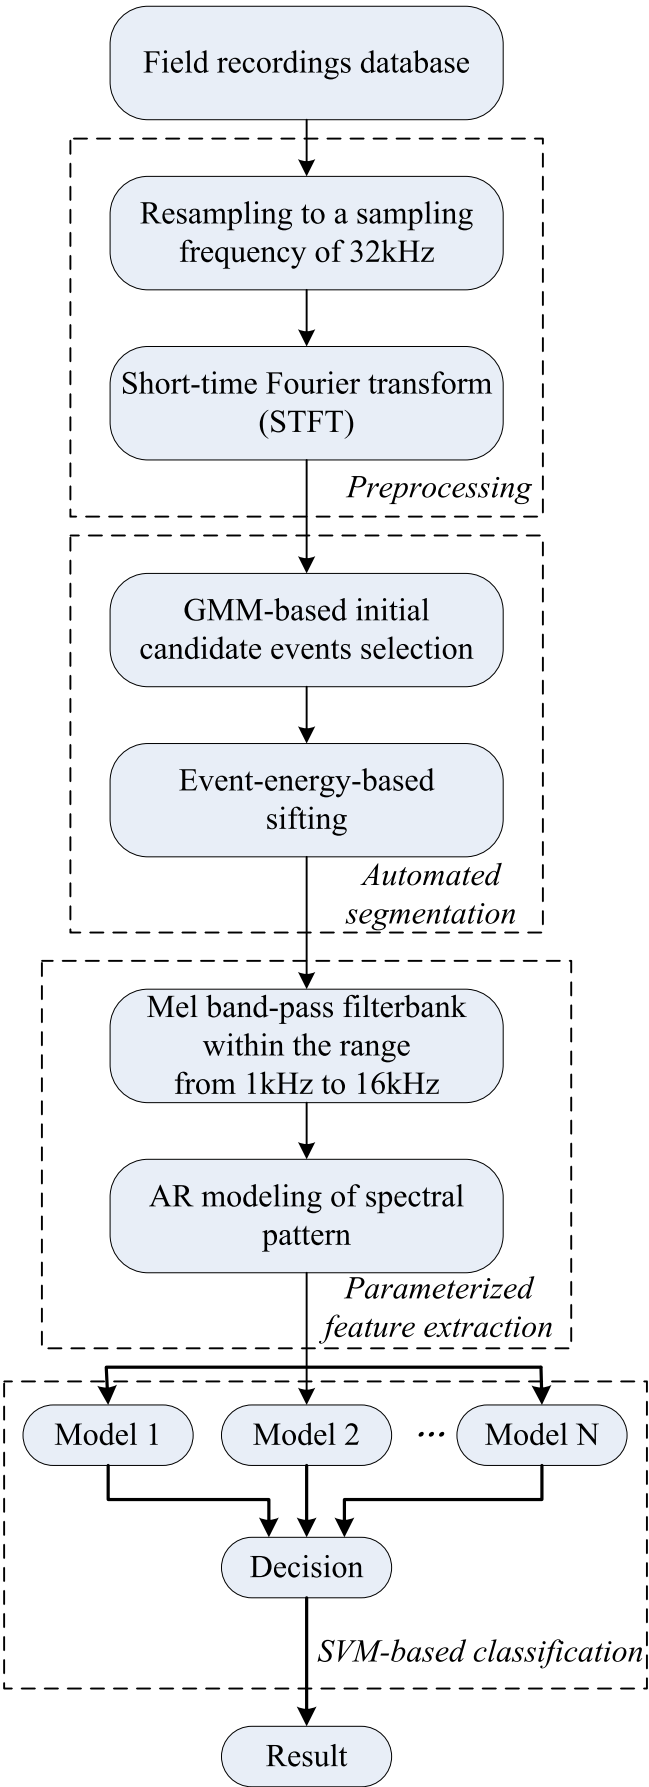 Field recordings database
Resampling to a sampling
frequency of 32kHz
Short-time Fourier transform
(STFT)
Preprocessing
GMM-based initial
candidate events selection
Event-energy-based
sifting
Automated
segmentation
Mel band-pass filterbank
within the range
from 1kHz to 16kHz
AR modeling of spectral
pattern
Parameterized
feature extraction
Model 1 Model 2 ... Model N
Decision
SVM-based classification
Result